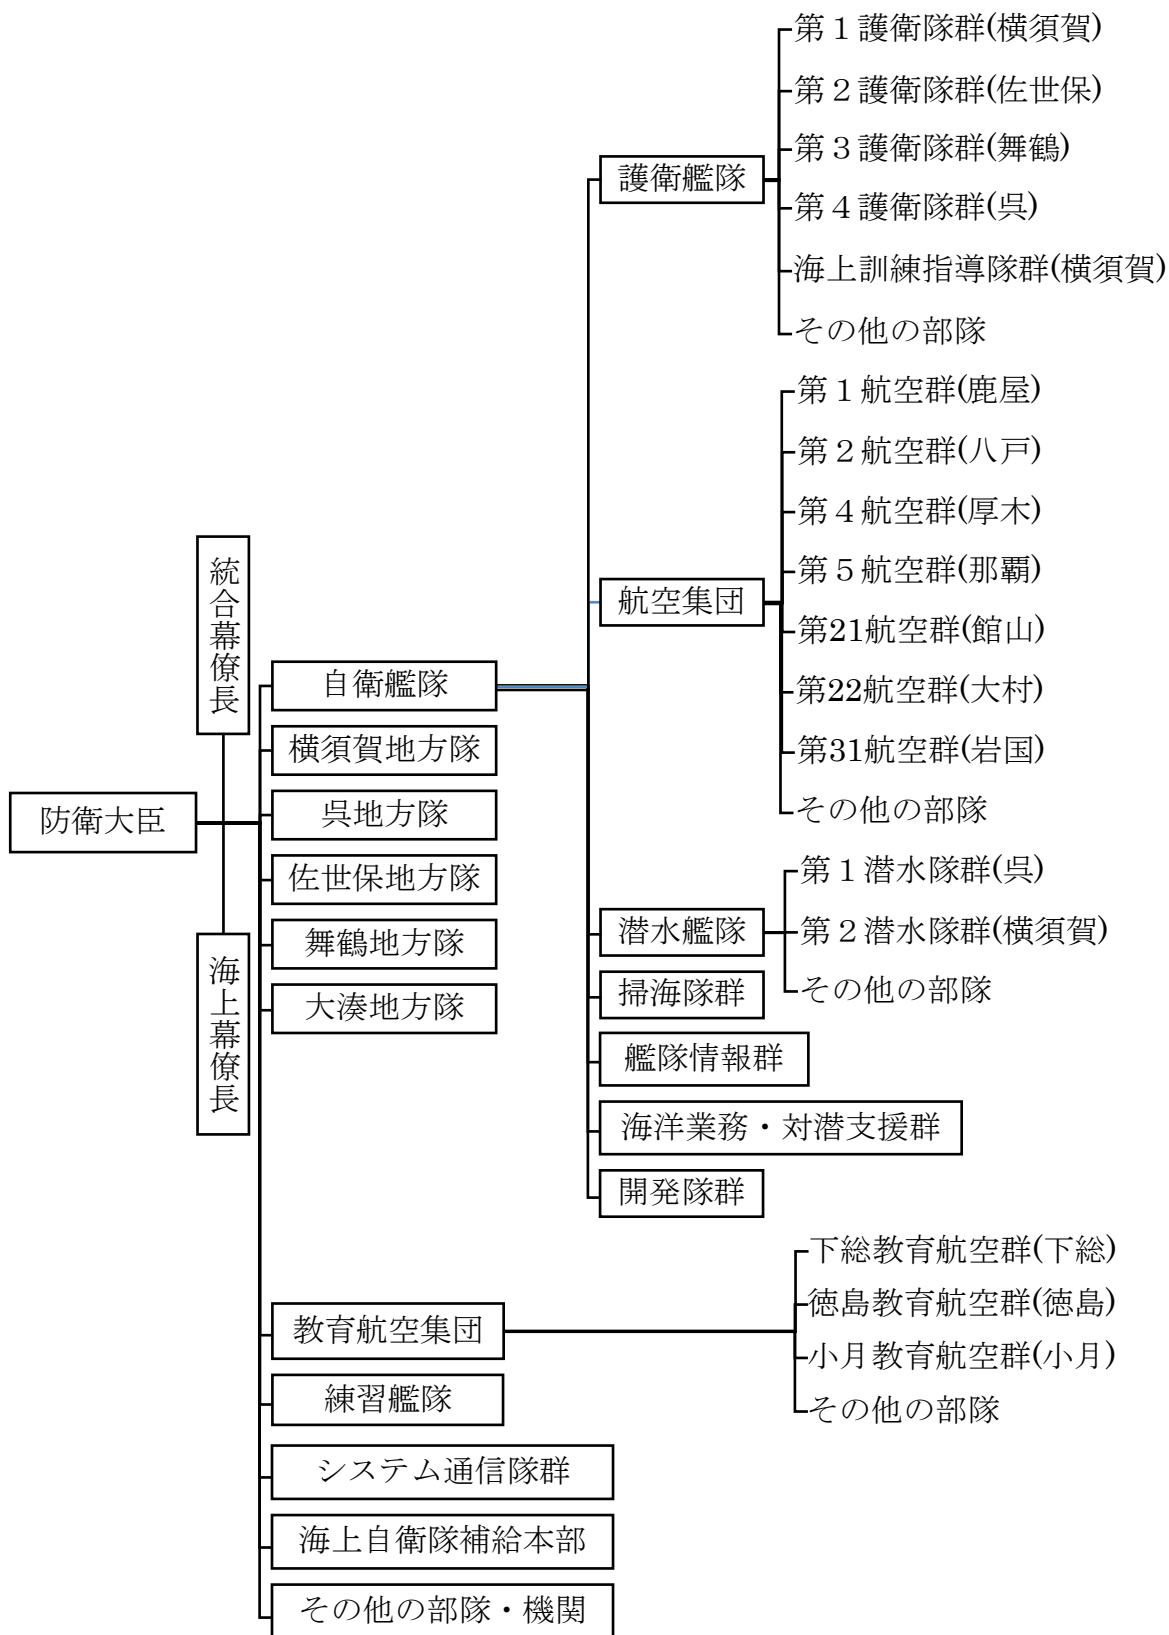 第１護衛隊群(横須賀)
第２護衛隊群(佐世保)
第３護衛隊群(舞鶴)
護衛艦隊
第４護衛隊群(呉)
海上訓練指導隊群(横須賀)
その他の部隊
第１航空群(鹿屋)
第２航空群(八戸)
第４航空群(厚木)
第５航空群(那覇)
航空集団
第21航空群(館山)
第22航空群(大村)
第31航空群(岩国)
その他の部隊
統合幕僚長
自衛艦隊
横須賀地方隊
防衛大臣
呉地方隊
佐世保地方隊
舞鶴地方隊
大湊地方隊
海上幕僚長
第１潜水隊群(呉)
潜水艦隊
第２潜水隊群(横須賀)
その他の部隊
掃海隊群
艦隊情報群
海洋業務・対潜支援群
開発隊群
下総教育航空群(下総)
徳島教育航空群(徳島)
教育航空集団
小月教育航空群(小月)
その他の部隊
練習艦隊
システム通信隊群
海上自衛隊補給本部
その他の部隊・機関